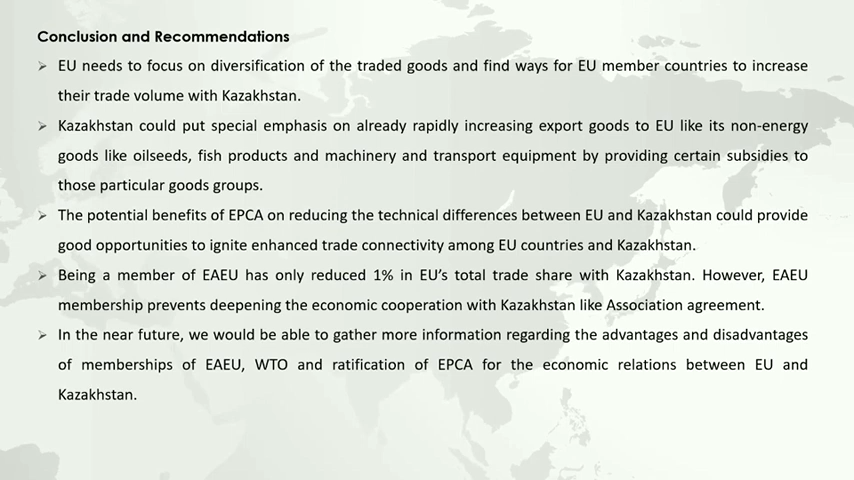 Conclusion and Recommendations
➢ EU needs to focus on diversification of the traded goods and find ways for EU member countries to increase
their trade volume with Kazakhstan.
➢ Kazakhstan could put special emphasis on already rapidly increasing export goods to EU like its non-energy
goods like oilseeds, fish products and machinery and transport equipment by providing certain subsidies to
those particular goods groups.
➢ The potential benefits of EPCA on reducing the technical differences between EU and Kazakhstan could provide
good opportunities to ignite enhanced trade connectivity among EU countries and Kazakhstan.
➢ Being a member of EAEU has only reduced 1% in EU’s total trade share with Kazakhstan. However, EAEU
membership prevents deepening the economic cooperation with Kazakhstan like Association agreement.
➢ In the near future, we would be able to gather more information regarding the advantages and disadvantages
of memberships of EAEU, WTO and ratification of EPCA for the economic relations between EU and
Kazakhstan.